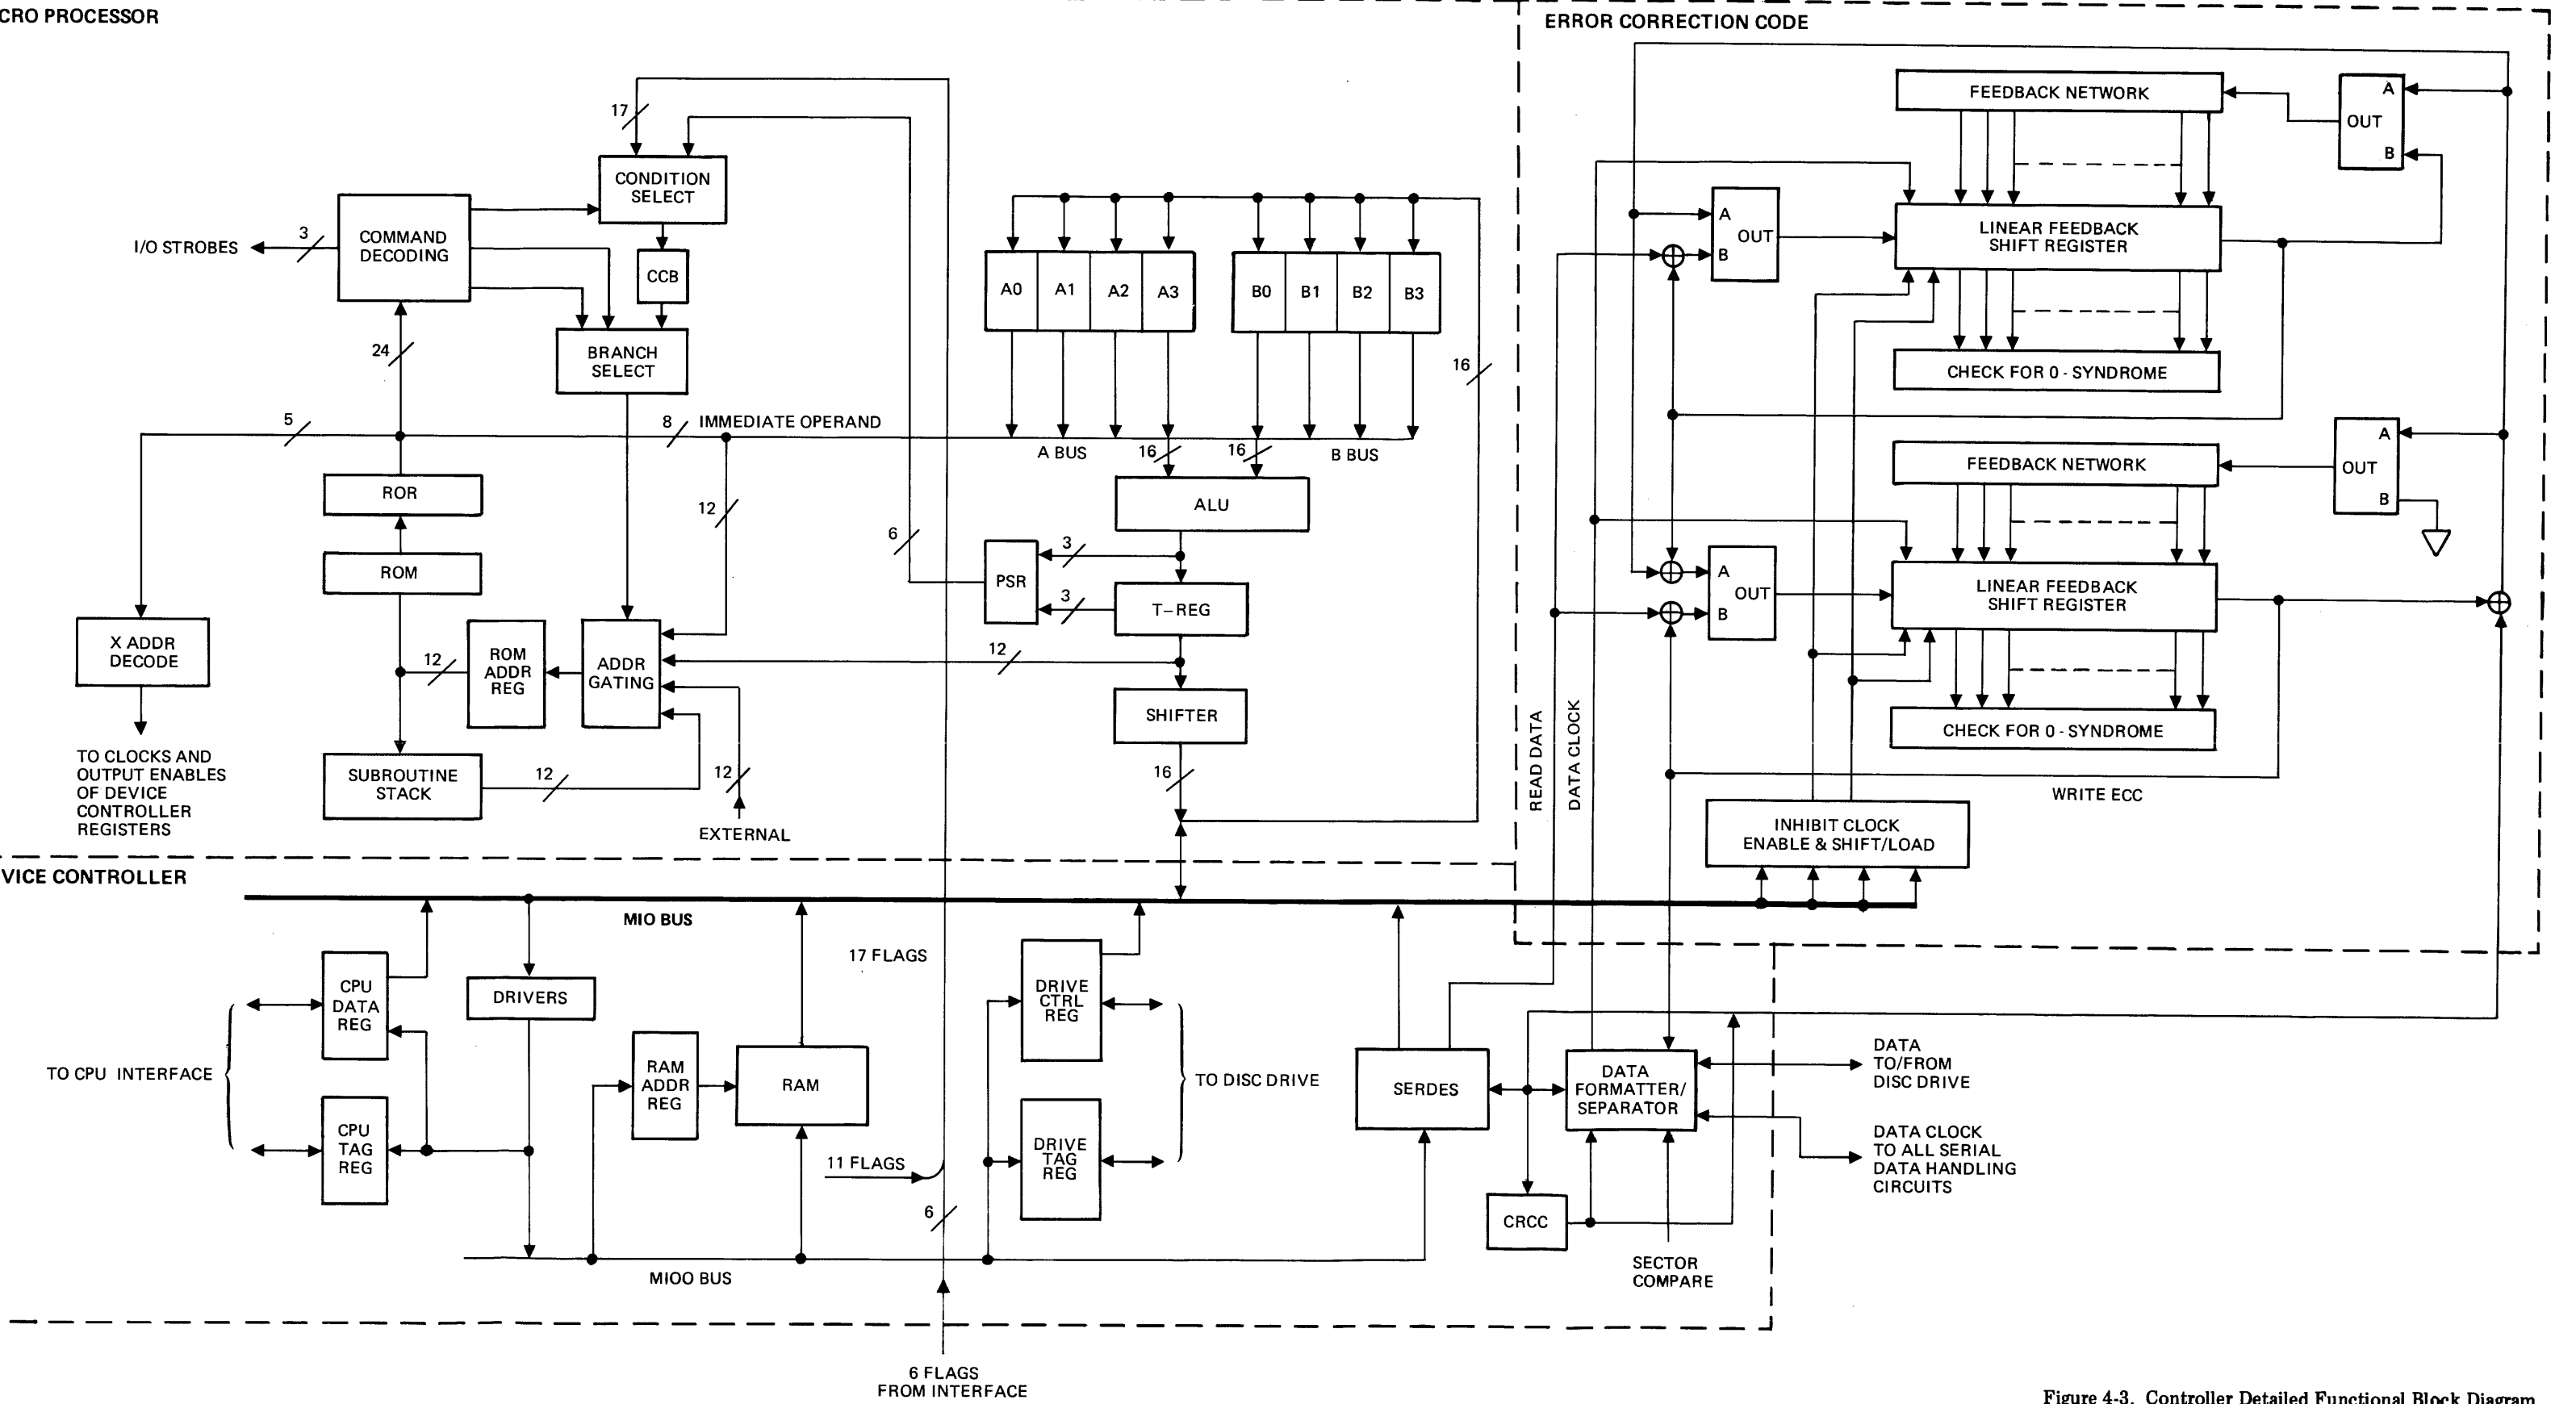 CRO PROCESSOR
ERROR CORRECTION CODE
17
CONDITION
SELECT
I/O STROBES
3
COMMAND
DECODING
CCB
BRANCH
SELECT
24
5
8
IMMEDIATE OPERAND
12
ROR
ROM
X ADDR
DECODE
TO CLOCKS AND
OUTPUT ENABLES
OF DEVICE
CONTROLLER
REGISTERS
12
ROM
ADDR
REG
ADDR
GATING
SUBROUTINE
STACK
12
12
EXTERNAL
A0
A1
A2
A3
B0
B1
B2
B3
16
A BUS
16
16
B BUS
ALU
6
PSR
3
3
T-REG
12
SHIFTER
16
FEEDBACK NETWORK
A
OUT
B
A
OUT
B
LINEAR FEEDBACK
SHIFT REGISTER
CHECK FOR 0 - SYNDROME
FEEDBACK NETWORK
A
OUT
B
A
OUT
B
LINEAR FEEDBACK
SHIFT REGISTER
CHECK FOR 0 - SYNDROME
READ DATA
DATA CLOCK
WRITE ECC
INHIBIT CLOCK
ENABLE & SHIFT/LOAD
VICE CONTROLLER
MIO BUS
17 FLAGS
CPU
DATA
REG
DRIVERS
TO CPU INTERFACE
CPU
TAG
REG
RAM
ADDR
REG
RAM
11 FLAGS
6
DRIVE
CTRL
REG
TO DISC DRIVE
DRIVE
TAG
REG
SERDES
DATA
FORMATTER/
SEPARATOR
DATA
TO/FROM
DISC DRIVE
DATA CLOCK
TO ALL SERIAL
DATA HANDLING
CIRCUITS
CRCC
SECTOR
COMPARE
MIOO BUS
6 FLAGS
FROM INTERFACE
Figure 4-3. Controller Detailed Functional Block Diagram